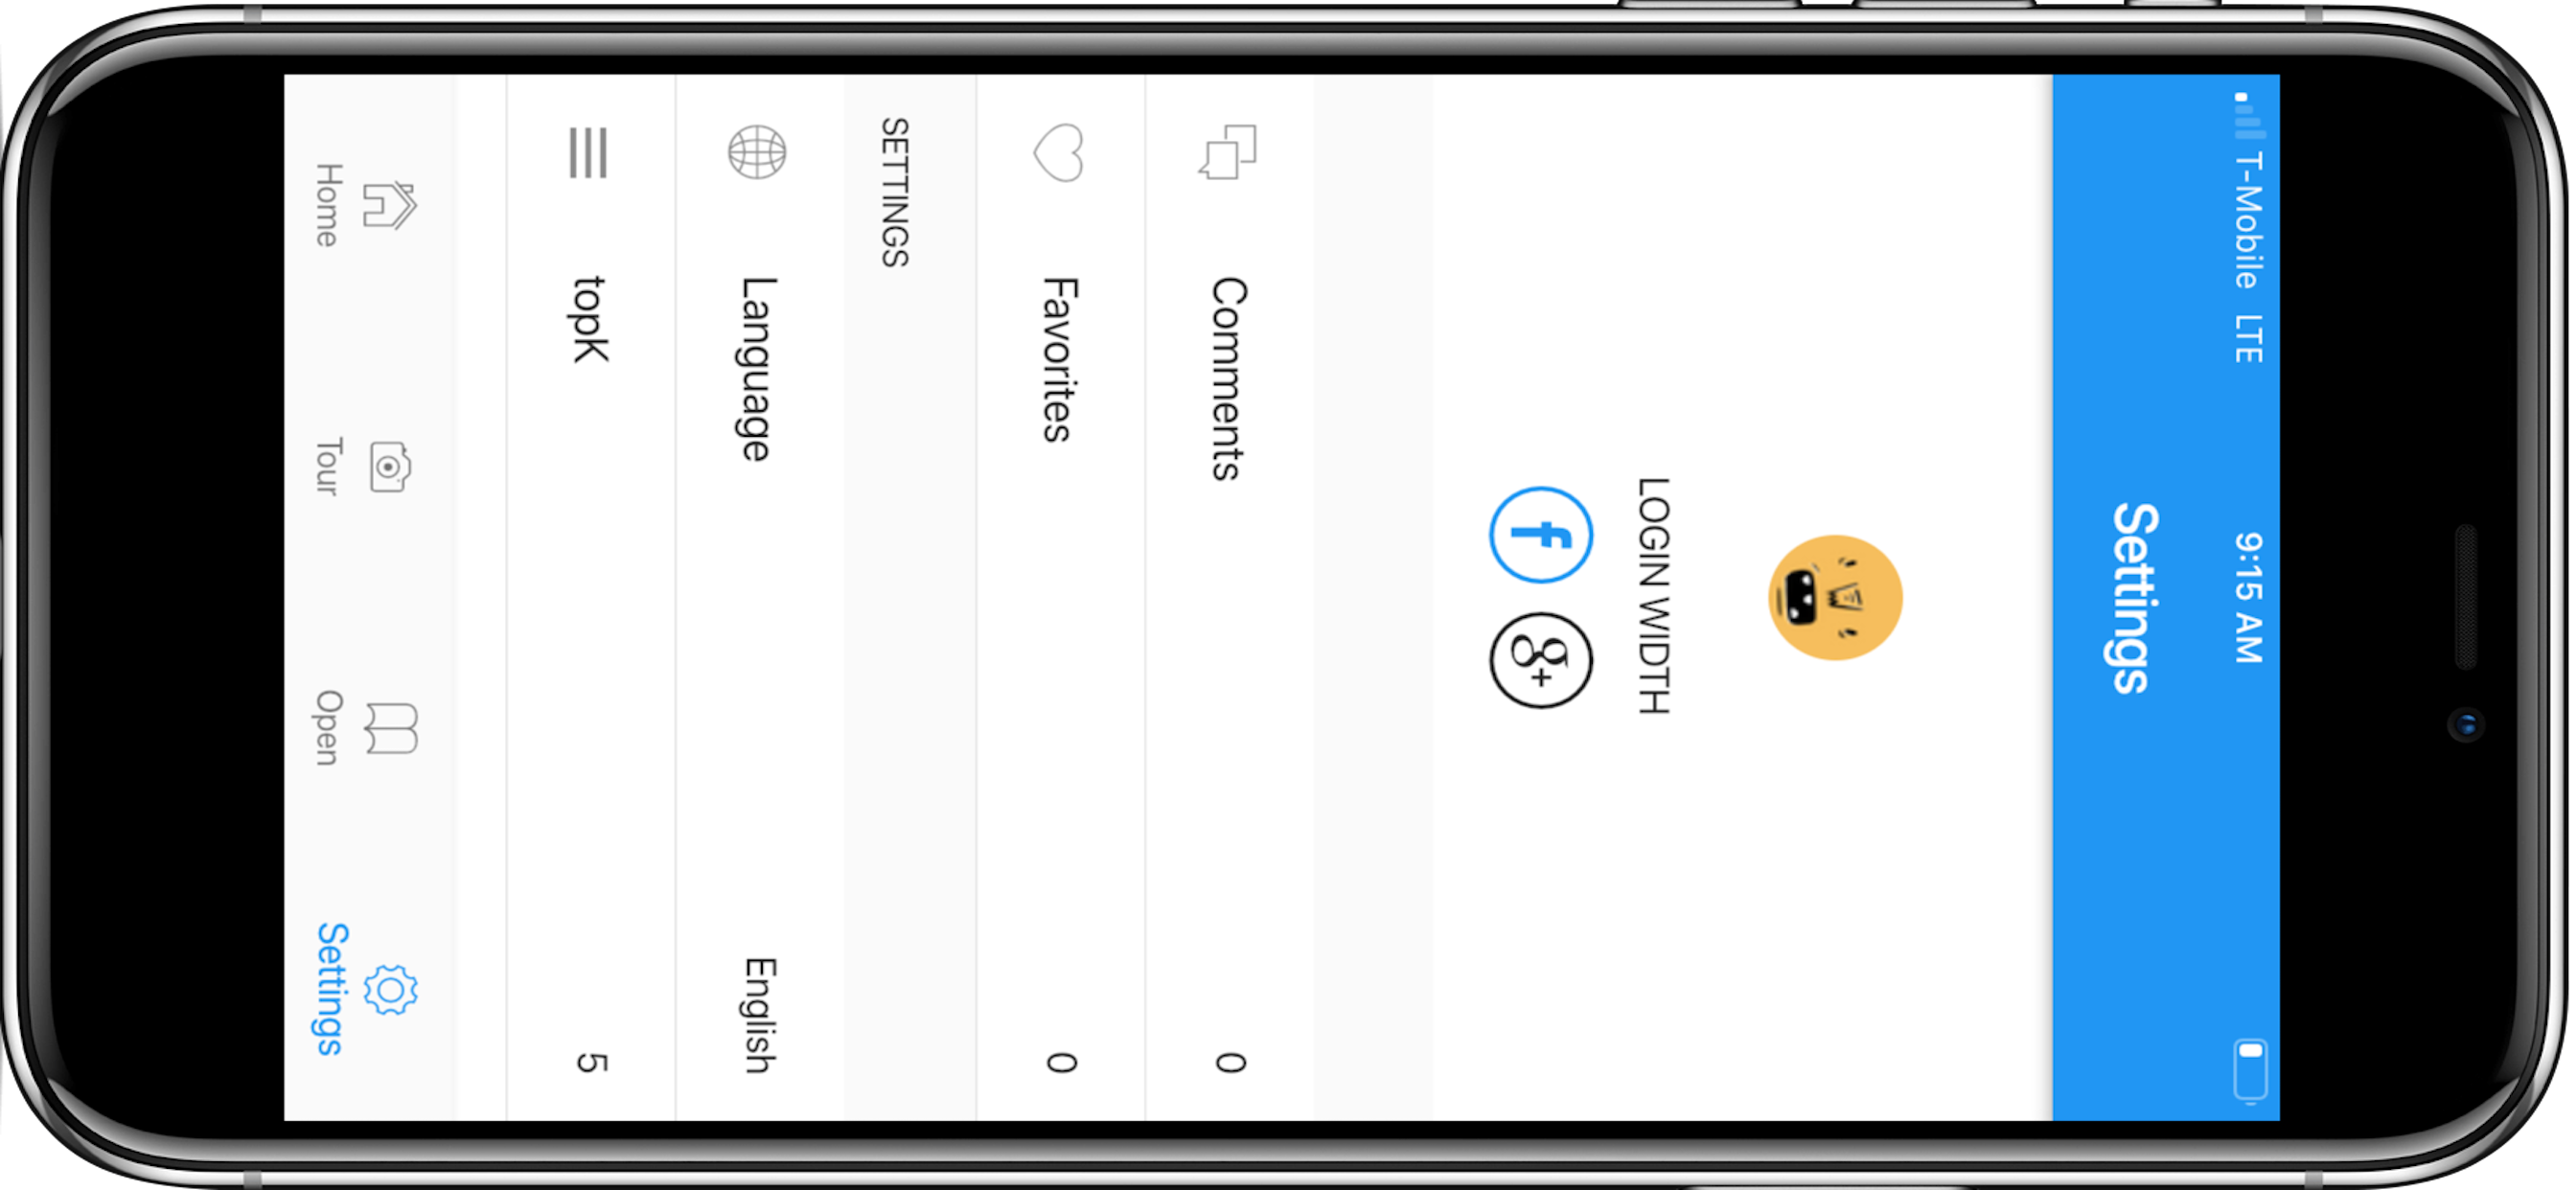 T-Mobile LTE 9:15 AM
Settings
LOGIN WIDTH
f g+
Comments 0
Favorites 0
SETTINGS
Language English
topK 5
Home Tour Open Settings